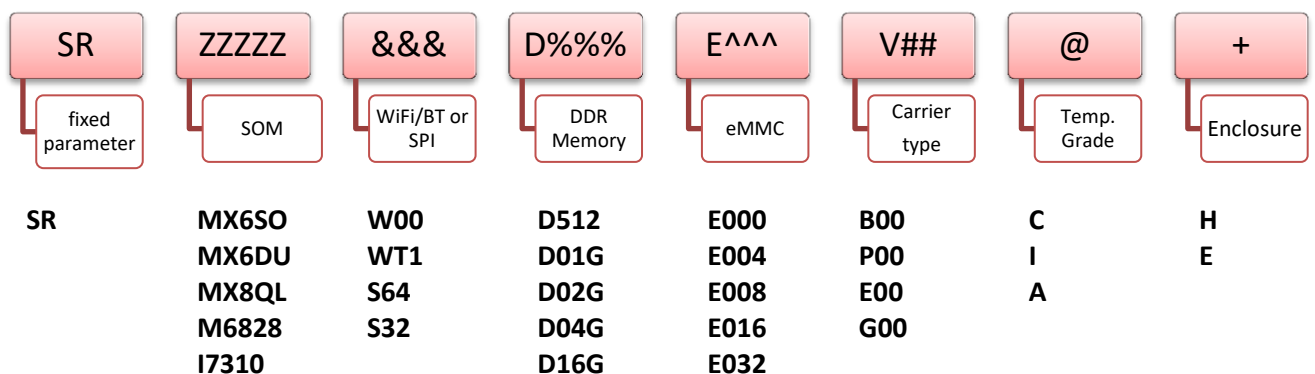 SR ZZZZZ &&& D%%% E^^^ V## @ +
fixed parameter
SOM
WiFi/BT or SPI
DDR Memory
eMMC
Carrier type
Temp. Grade
Enclosure
SR MX6SO W00 D512 E000 B00 C H
MX6DU WT1 D01G E004 P00 I E
MX8QL S64 D02G E008 E00 A
M6828 S32 D04G E016 G00
I7310 D16G E032